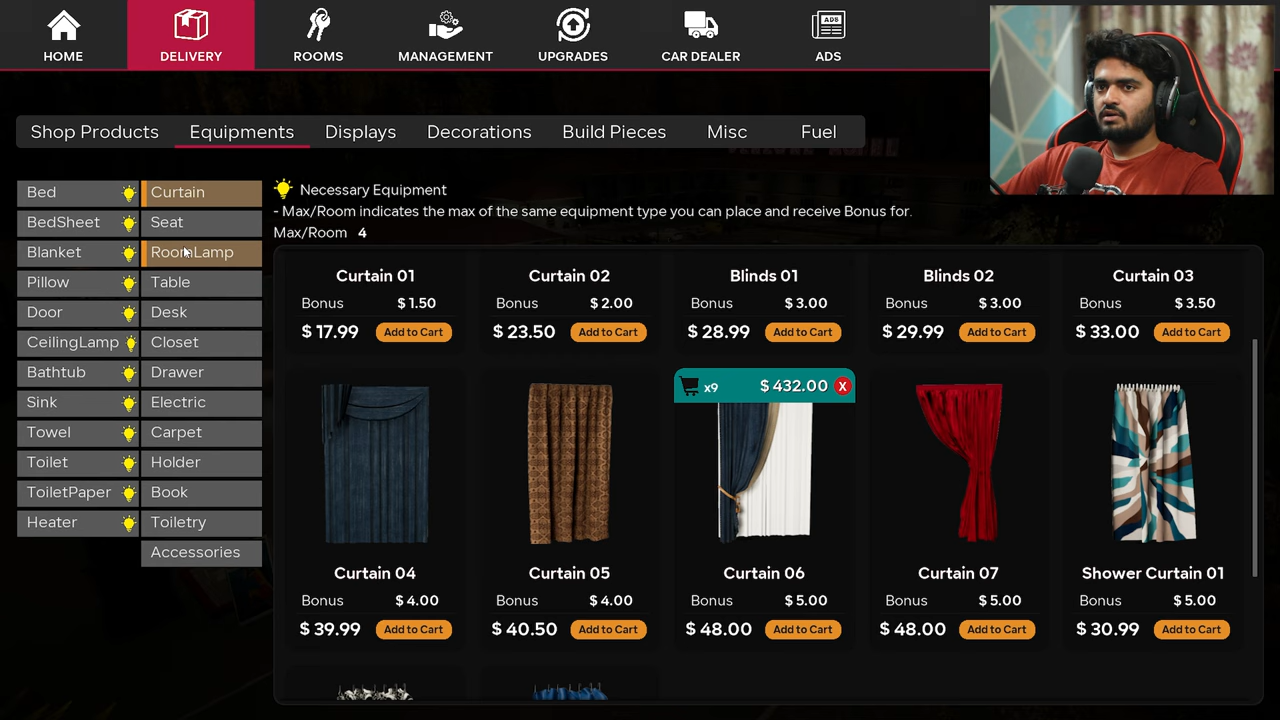 HOME
DELIVERY
ROOMS
MANAGEMENT
UPGRADES
CAR DEALER
ADS
ADS
Shop Products
Equipments
Displays
Decorations
Build Pieces
Misc
Fuel
Bed
BedSheet
Blanket
Pillow
Door
CeilingLamp
Bathtub
Sink
Towel
Toilet
ToiletPaper
Heater
Curtain
Seat
RoomLamp
Table
Desk
Closet
Drawer
Electric
Carpet
Holder
Book
Toiletry
Accessories
Necessary Equipment
- Max/Room indicates the max of the same equipment type you can place and receive Bonus for.
Max/Room 4
Curtain 01
Bonus $ 1.50
$ 17.99 Add to Cart
Curtain 02
Bonus $ 2.00
$ 23.50 Add to Cart
Blinds 01
Bonus $ 3.00
$ 28.99 Add to Cart
Blinds 02
Bonus $ 3.00
$ 29.99 Add to Cart
Curtain 03
Bonus $ 3.50
$ 33.00 Add to Cart
Curtain 04
Bonus $ 4.00
$ 39.99 Add to Cart
Curtain 05
Bonus $ 4.00
$ 40.50 Add to Cart
x9 $ 432.00 X
Curtain 06
Bonus $ 5.00
$ 48.00 Add to Cart
Curtain 07
Bonus $ 5.00
$ 48.00 Add to Cart
Shower Curtain 01
Bonus $ 5.00
$ 30.99 Add to Cart